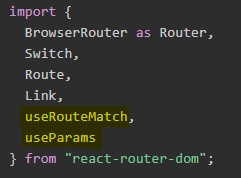 import {
BrowserRouter as Router,
Switch,
Route,
Link,
useRouteMatch,
useParams
} from "react-router-dom";